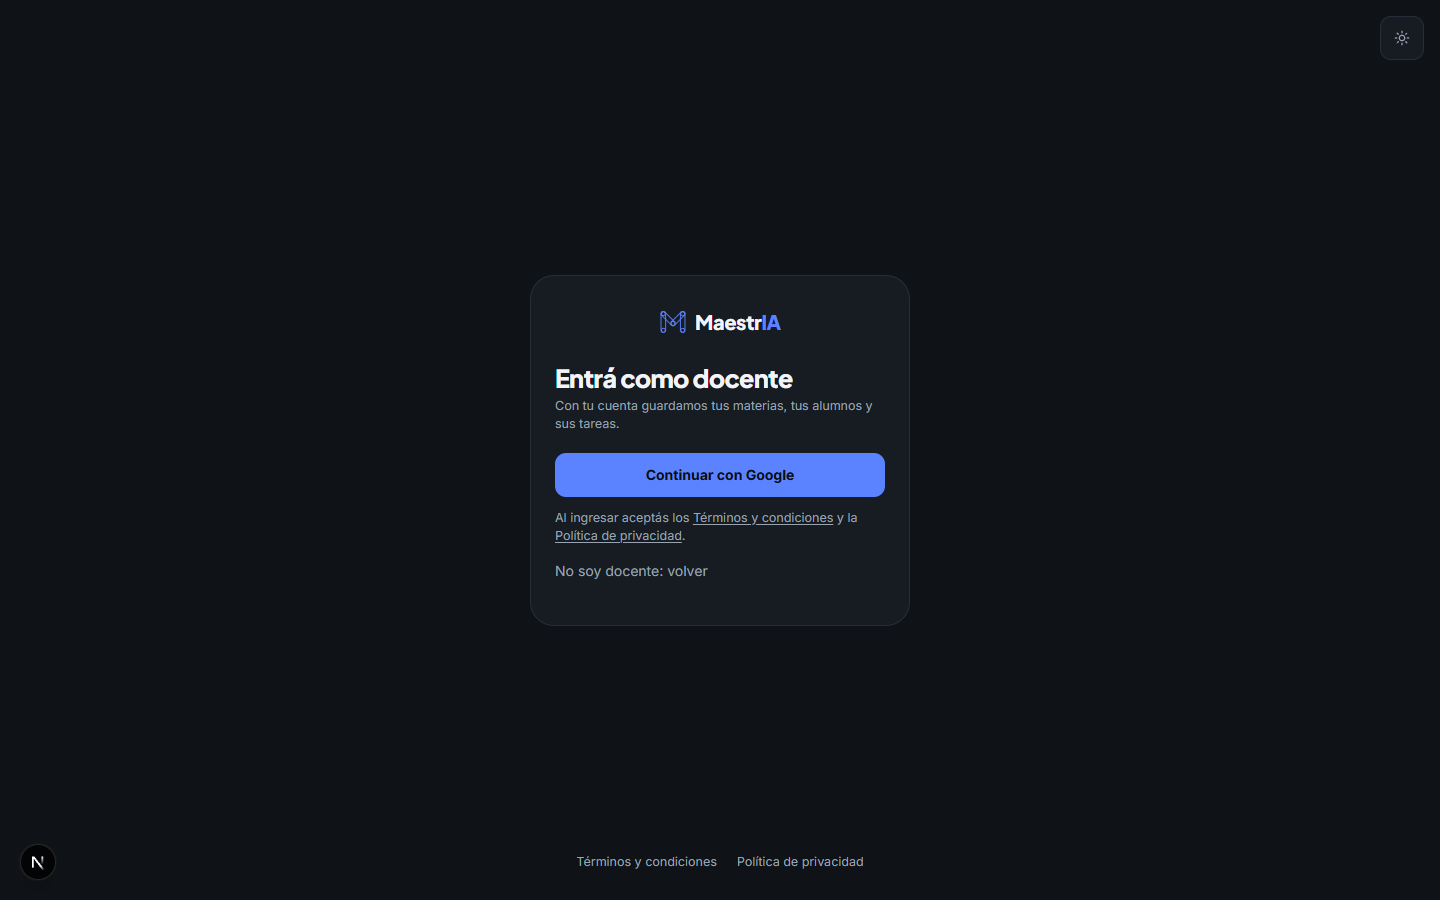 MaestrIA
Entrá como docente
Con tu cuenta guardamos tus materias, tus alumnos y
sus tareas.
Continuar con Google
Al ingresar aceptás los Términos y condiciones y la
Política de privacidad.
No soy docente: volver
N
Términos y condiciones Política de privacidad